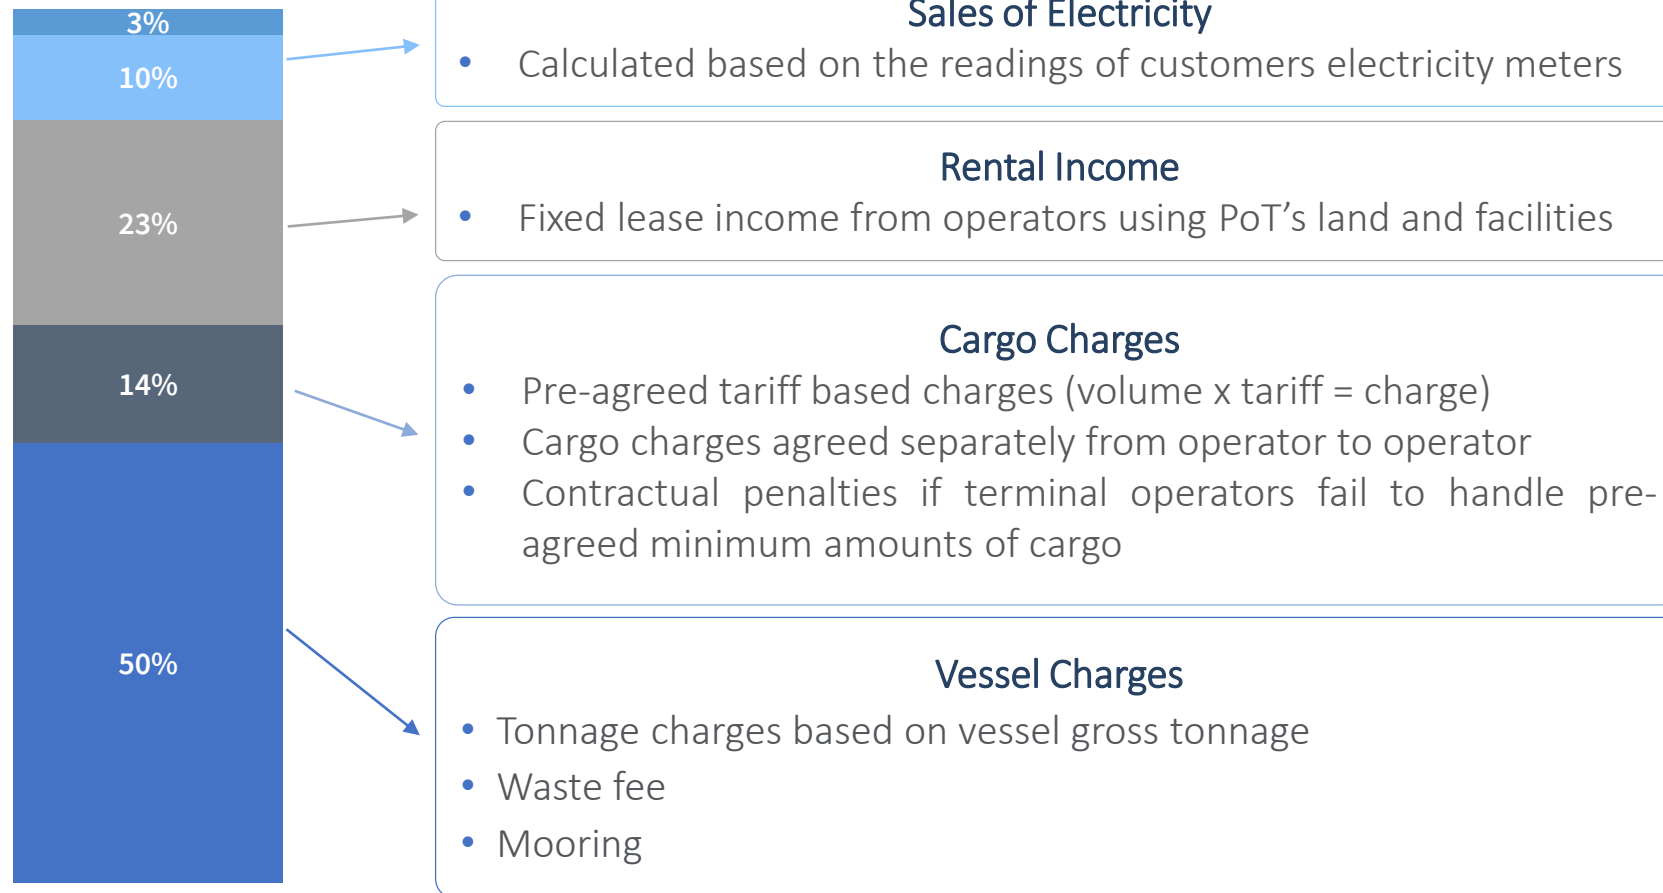 3%
10%
23%
14%
50%
Sales of Electricity
• Calculated based on the readings of customers electricity meters
Rental Income
• Fixed lease income from operators using PoT’s land and facilities
Cargo Charges
• Pre-agreed tariff based charges (volume x tariff = charge)
• Cargo charges agreed separately from operator to operator
• Contractual penalties if terminal operators fail to handle pre-
agreed minimum amounts of cargo
Vessel Charges
• Tonnage charges based on vessel gross tonnage
• Waste fee
• Mooring